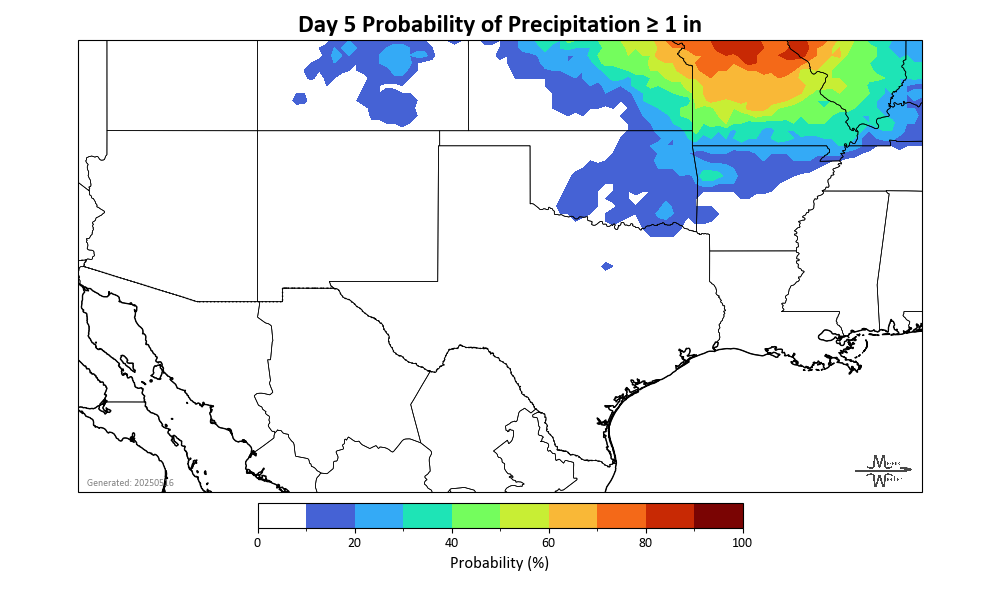 Day 5 Probability of Precipitation ≥ 1 in
Generated: 20250516
0 20 40 60 80 100
Probability (%)